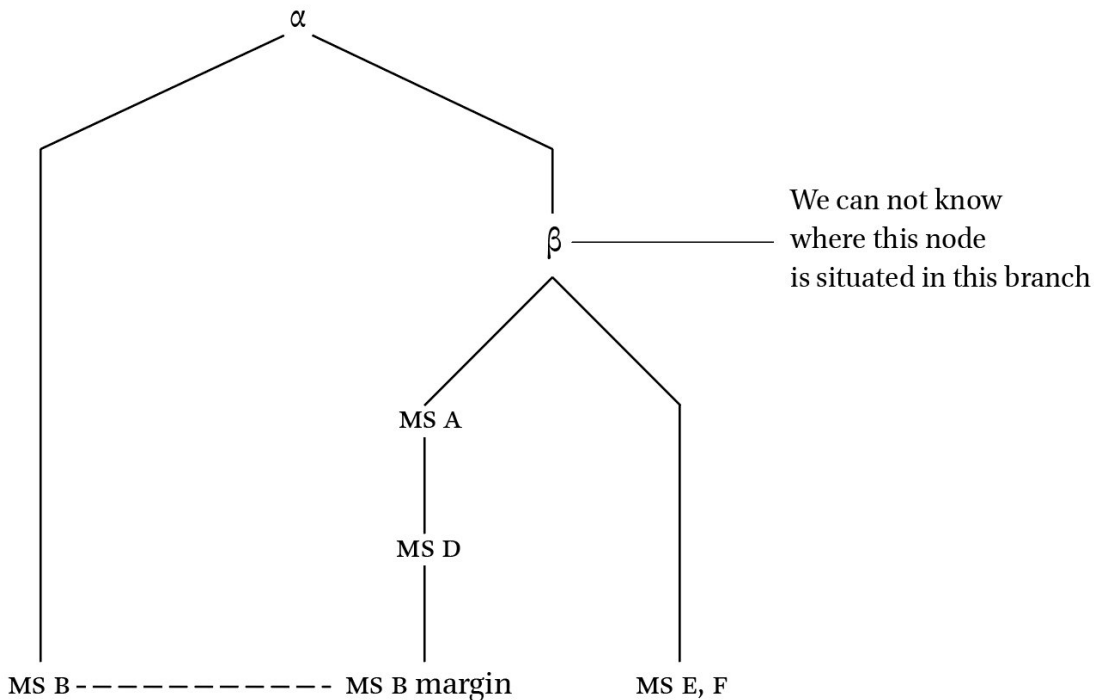 α
We can not know
where this node
β
is situated in this branch
MS A
MS D
MS B
MS B margin
MS E, F